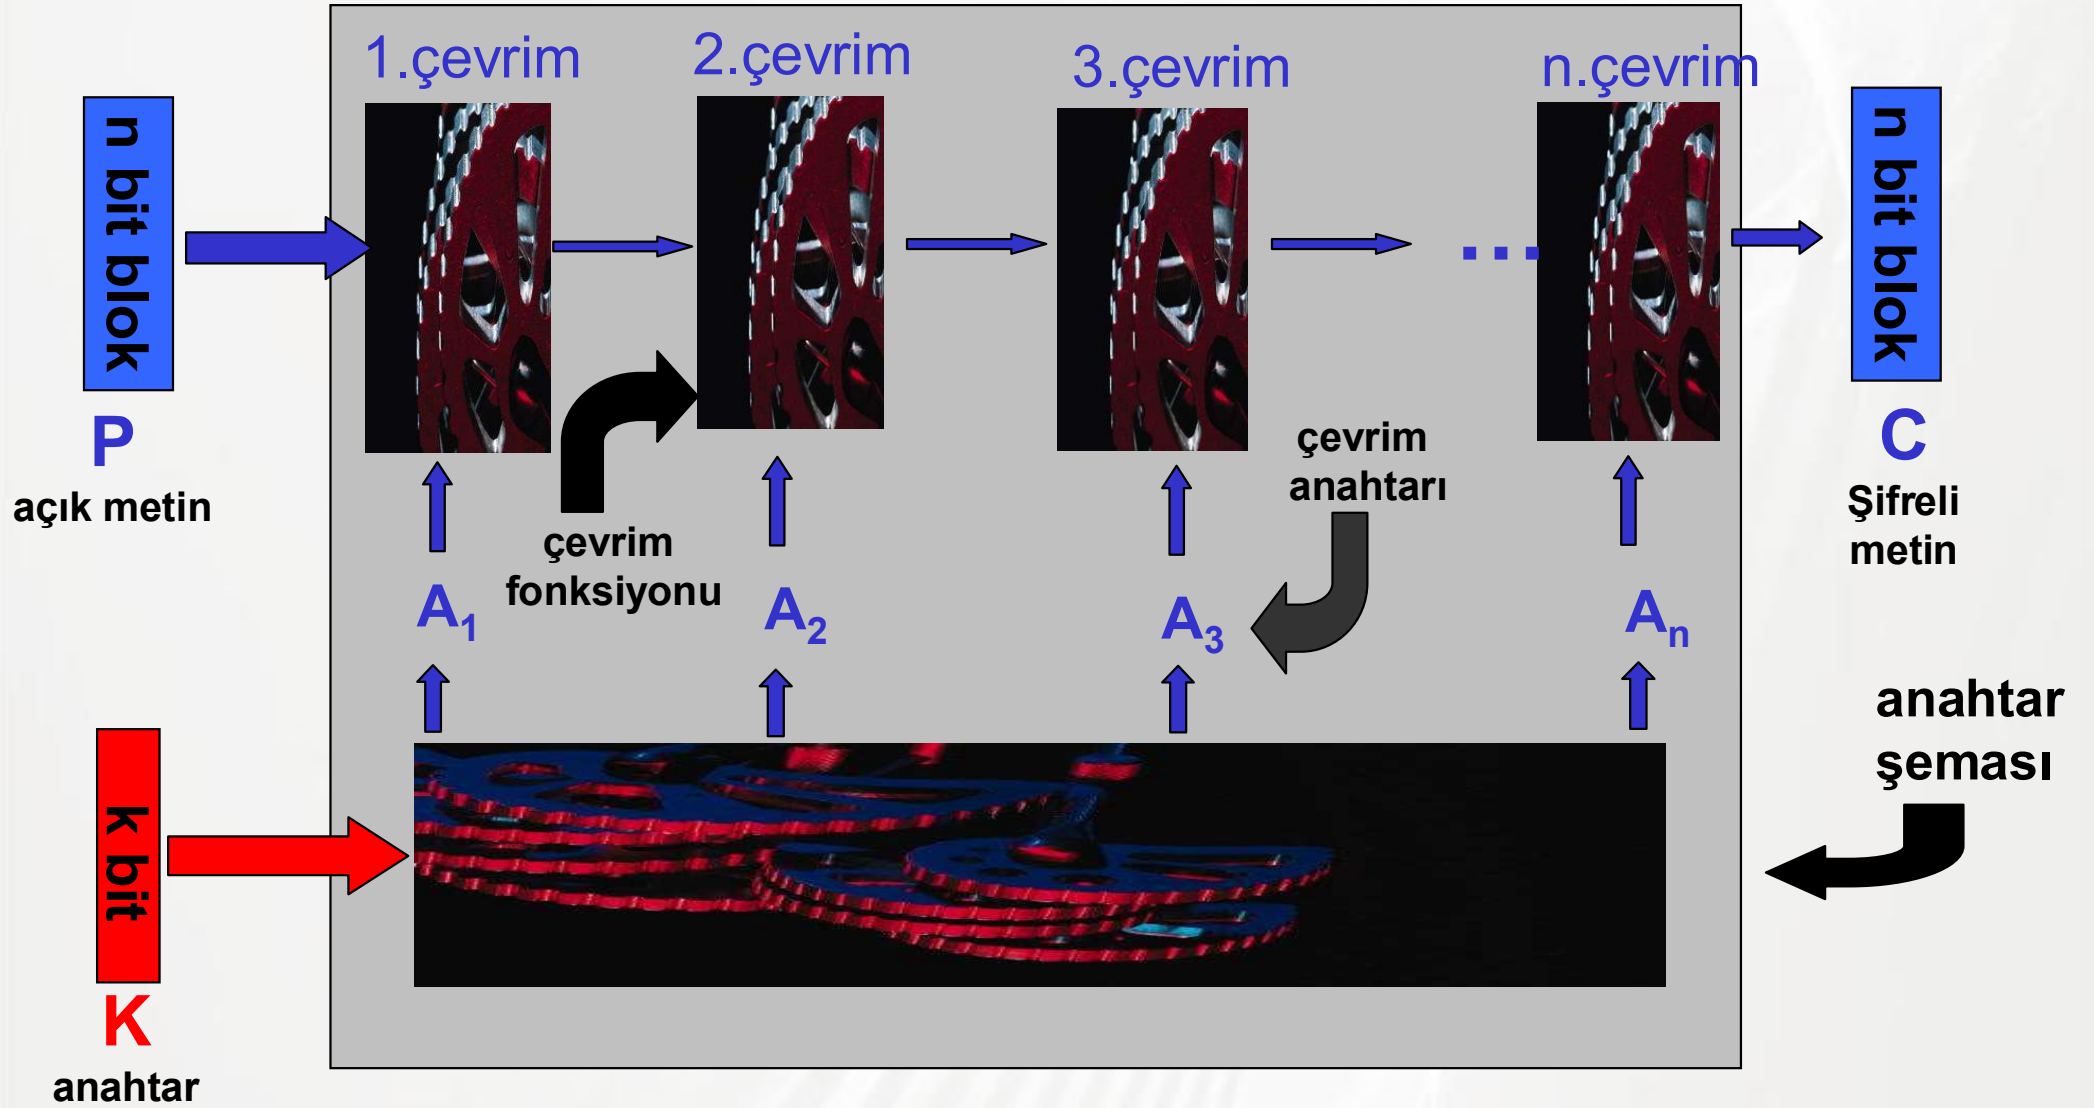 1.çevrim
2.çevrim
3.çevrim
n.çevrim
n bit blok
P
açık metin
...
n bit blok
C
Şifreli
metin
çevrim
fonksiyonu
çevrim
anahtarı
A1
A2
A3
An
anahtar
şeması
k bit
K
anahtar